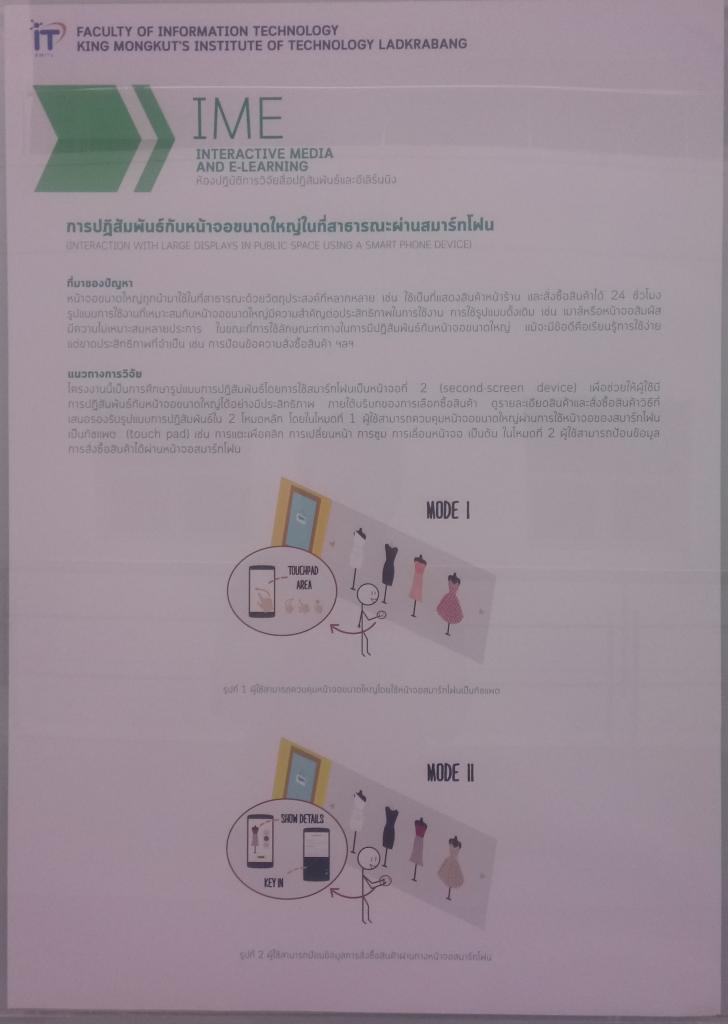 iT
KMITL
FACULTY OF INFORMATION TECHNOLOGY
KING MONGKUT'S INSTITUTE OF TECHNOLOGY LADKRABANG
IME
INTERACTIVE MEDIA
AND E-LEARNING
ห้องปฏิบัติการวิจัยสื่อปฏิสัมพันธ์และอีเลิร์นนิง
การปฏิสัมพันธ์กับหน้าจอขนาดใหญ่ในที่สาธารณะผ่านสมาร์ทโฟน
(INTERACTION WITH LARGE DISPLAYS IN PUBLIC SPACE USING A SMART PHONE DEVICE)
ที่มาของปัญหา
หน้าจอขนาดใหญ่ถูกนำมาใช้ในที่สาธารณะด้วยวัตถุประสงค์ที่หลากหลาย เช่น ใช้เป็นที่แสดงสินค้าหน้าร้าน และสั่งซื้อสินค้าได้ 24 ชั่วโมง
รูปแบบการใช้งานที่เหมาะสมกับหน้าจอขนาดใหญ่มีความสำคัญต่อประสิทธิภาพในการใช้งาน การใช้รูปแบบดั้งเดิม เช่น เมาส์หรือหน้าจอสัมผัส
มีความไม่เหมาะสมหลายประการ ในขณะที่การใช้ลักษณะท่าทางในการมีปฏิสัมพันธ์กับหน้าจอขนาดใหญ่ แม้จะมีข้อดีคือเรียนรู้การใช้ง่าย
แต่ขาดประสิทธิภาพที่จำเป็น เช่น การป้อนข้อความสั่งซื้อสินค้า ฯลฯ
แนวทางการวิจัย
โครงงานนี้เป็นการศึกษารูปแบบการปฏิสัมพันธ์โดยการใช้สมาร์ทโฟนเป็นหน้าจอที่ 2 (second-screen device) เพื่อช่วยให้ผู้ใช้มี
การปฏิสัมพันธ์กับหน้าจอขนาดใหญ่ได้อย่างมีประสิทธิภาพ ภายใต้บริบทของการเลือกซื้อสินค้า ดูรายละเอียดสินค้าและสั่งซื้อสินค้าวิธีที่
เสนอรองรับรูปแบบการปฏิสัมพันธ์ใน 2 โหมดหลัก โดยในโหมดที่ 1 ผู้ใช้สามารถควบคุมหน้าจอขนาดใหญ่ผ่านการใช้หน้าจอของสมาร์ทโฟน
เป็นทัชแพด (touch pad) เช่น การแตะเพื่อคลิก การเปลี่ยนหน้า การซูม การเลื่อนหน้าจอ เป็นต้น ในโหมดที่ 2 ผู้ใช้สามารถป้อนข้อมูล
การสั่งซื้อสินค้าได้ผ่านหน้าจอสมาร์ทโฟน
MODE I
TOUCHPAD
AREA
รูปที่ 1 ผู้ใช้สามารถควบคุมหน้าจอขนาดใหญ่โดยใช้หน้าจอสมาร์ทโฟนเป็นทัชแพด
MODE II
SHOW DETAILS
KEY IN
รูปที่ 2 ผู้ใช้สามารถป้อนข้อมูลการสั่งซื้อสินค้าผ่านทางหน้าจอสมาร์ทโฟน